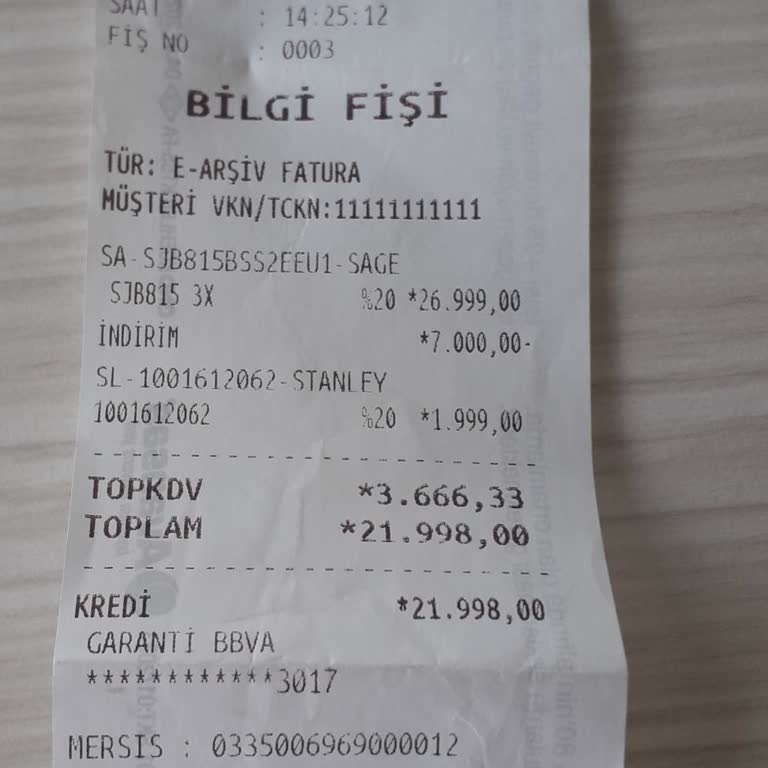 SAAT : 14:25:12
FİŞ NO : 0003
BİLGİ FİŞİ
TÜR: E-ARŞİV FATURA
MÜŞTERİ VKN/TCKN:11111111111
SA-SJB815BSS2EEU1-SAGE
SJB815 3X %20 *26.999,00
İNDİRİM *7.000,00-
SL-1001612062-STANLEY
1001612062 %20 *1.999,00
TOPKDV *3.666,33
TOPLAM *21.998,00
KREDİ *21.998,00
GARANTİ BBVA
************3017
MERSIS : 0335006969000012